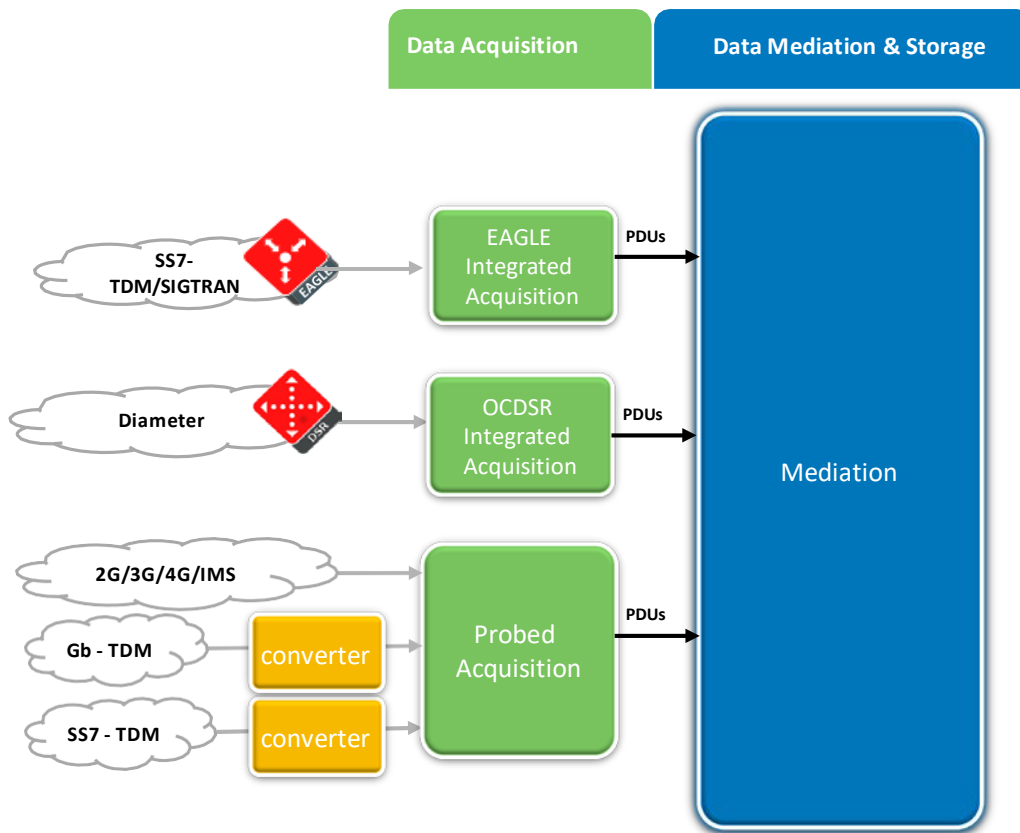 Data Acquisition
Data Mediation & Storage
SS7-
TDM/SIGTRAN
EAGLE
EAGLE
Integrated
Acquisition
PDUs
Diameter
DSR
OCDSR
Integrated
Acquisition
PDUs
Mediation
2G/3G/4G/IMS
Gb - TDM
converter
SS7 - TDM
converter
Probed
Acquisition
PDUs